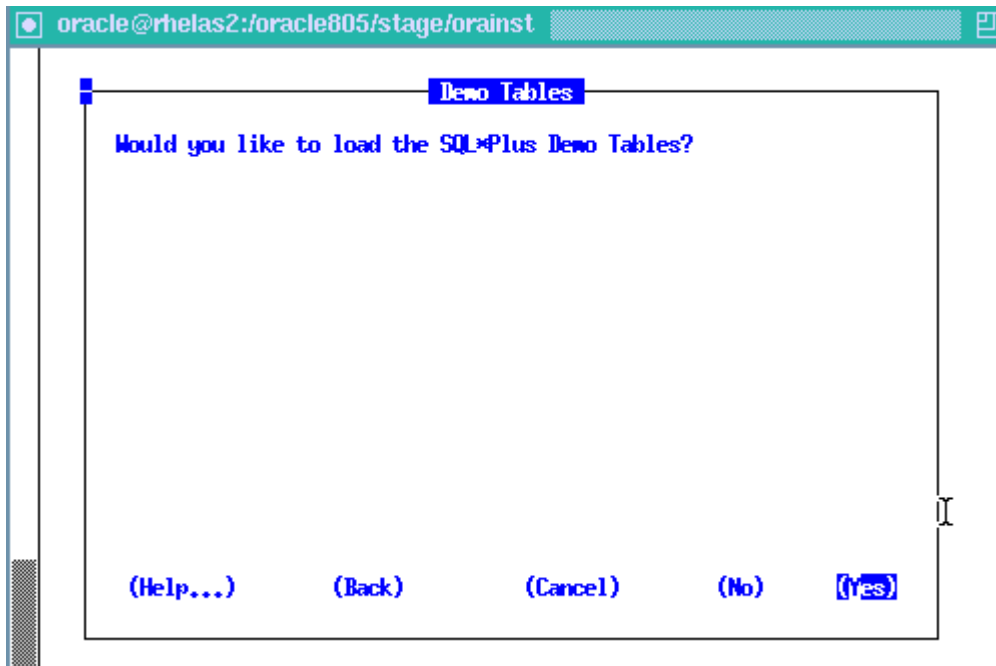 oracle@rhelas2:/oracle805/stage/orainst
Demo Tables
Would you like to load the SQL*Plus Demo Tables?
(Help...) (Back) (Cancel) (No) (Yes)